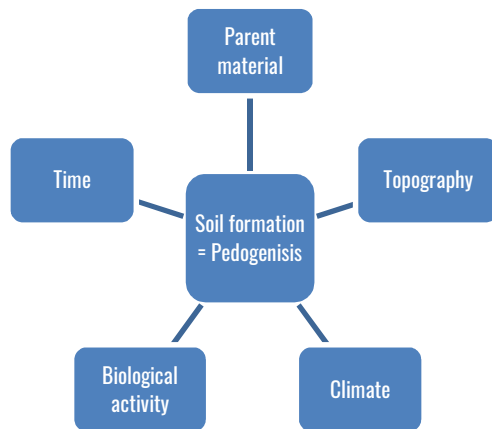 Parent
material
Time
Topography
Soil formation
= Pedogenisis
Biological
activity
Climate